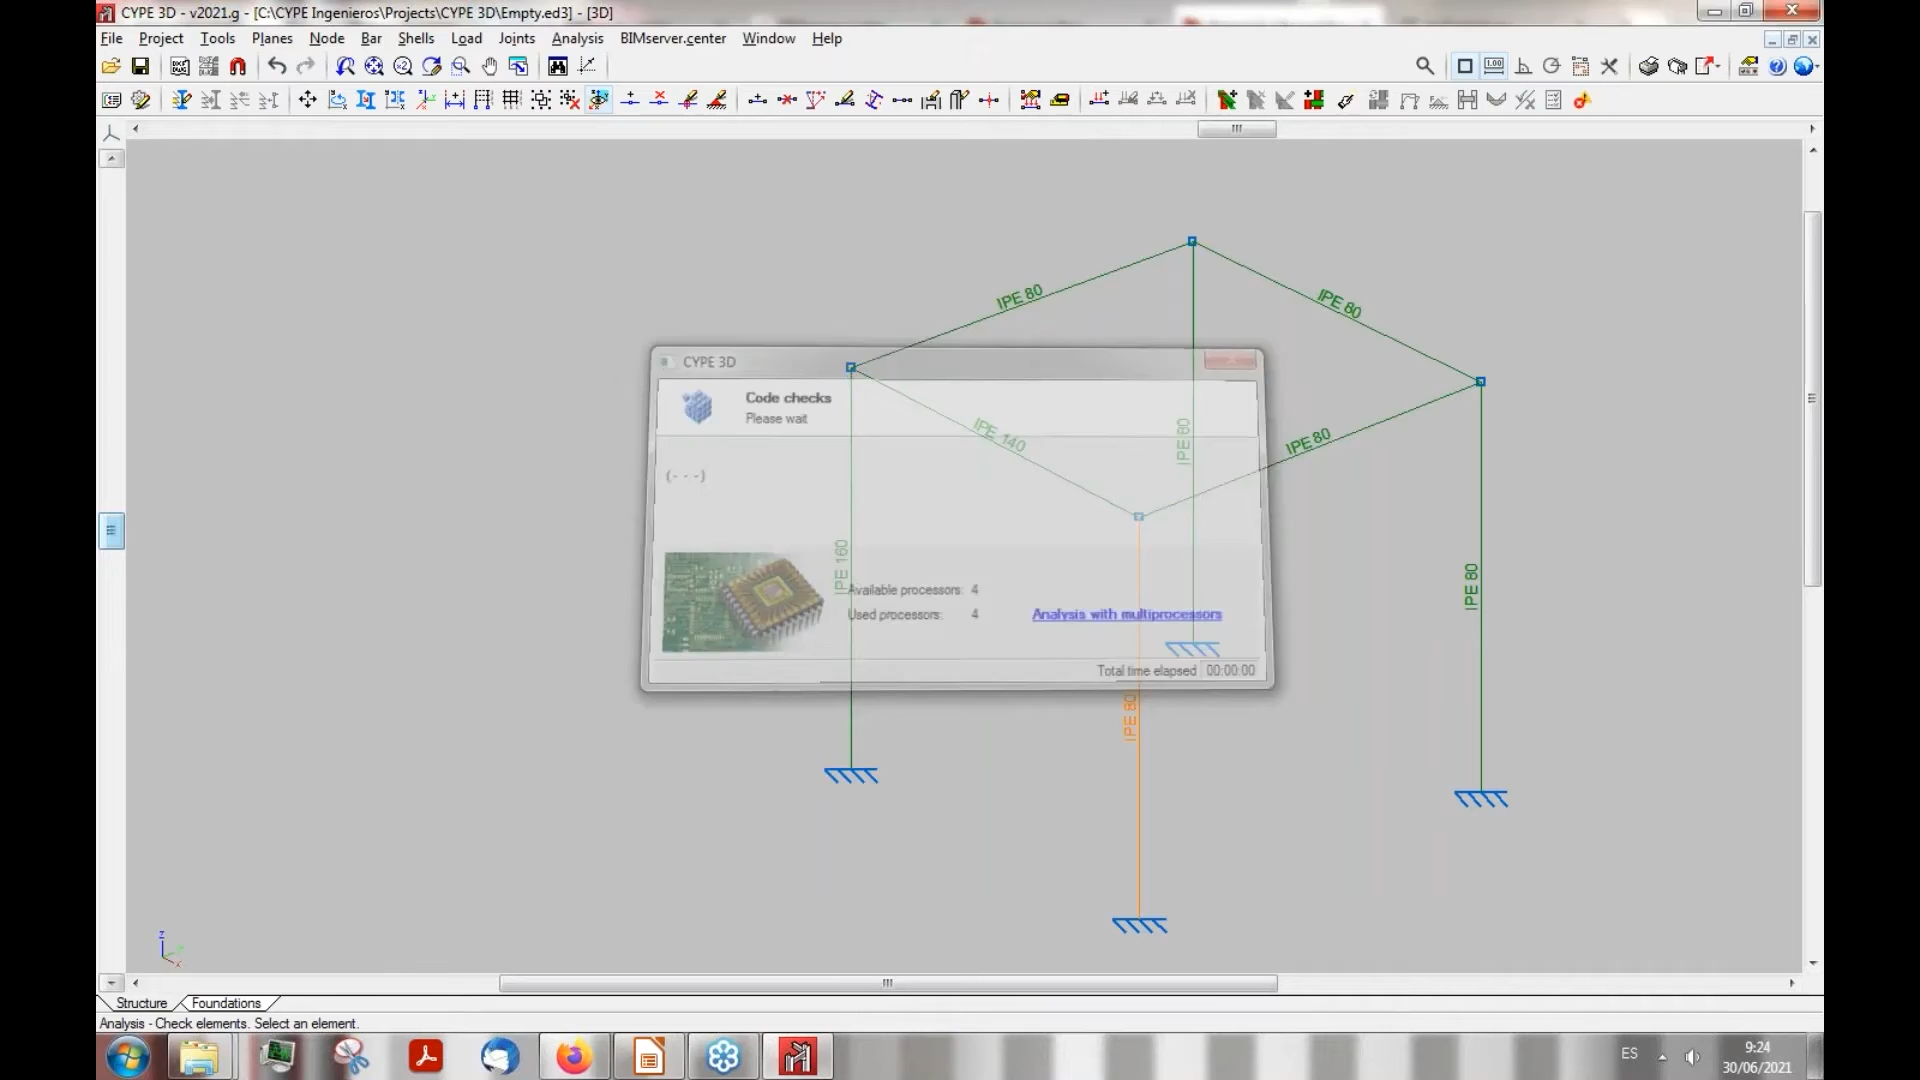 CYPE 3D - v2021.g - [C:\CYPE Ingenieros\Projects\CYPE 3D\Empty.ed3] - [3D]
File Project Tools Planes Node Bar Shells Load Joints Analysis BIMserver.center Window Help
IPE 80
IPE 80
CYPE 3D
Code checks
Please wait
IPE 140
IPE 80
IPE 80
(- - -)
IPE 160
IPE 80
Available processors: 4
Used processors: 4
Analysis with multiprocessors
Total time elapsed 00:00:00
IPE 80
Z
Structure Foundations
Analysis - Check elements. Select an element.
ES
9:24
30/06/2021